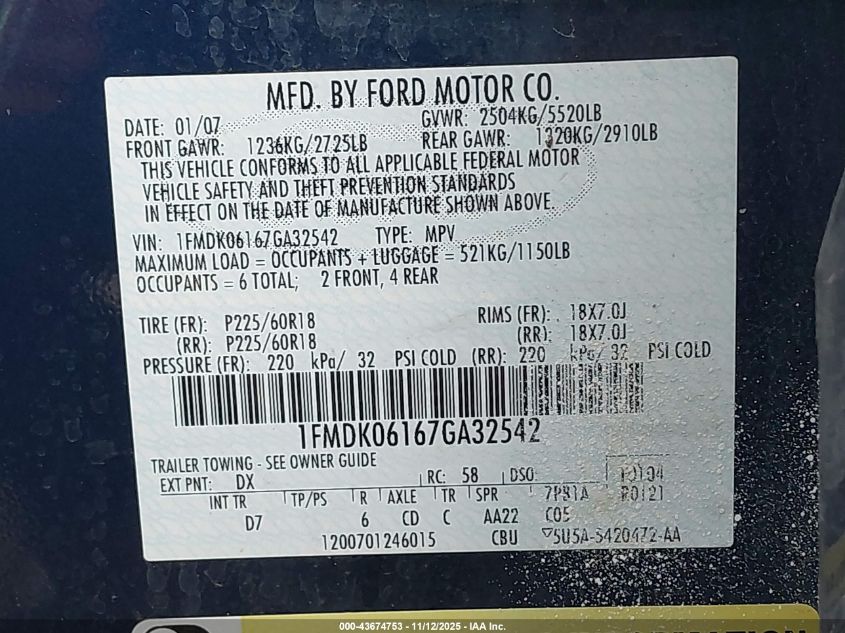 MFD. BY FORD MOTOR CO.
DATE: 01/07 GVWR: 2504KG/5520LB
FRONT GAWR: 1236KG/2725LB REAR GAWR: 1320KG/2910LB
THIS VEHICLE CONFORMS TO ALL APPLICABLE FEDERAL MOTOR
VEHICLE SAFETY AND THEFT PREVENTION STANDARDS
IN EFFECT ON THE DATE OF MANUFACTURE SHOWN ABOVE.
VIN: 1FMDK06167GA32542 TYPE: MPV
MAXIMUM LOAD = OCCUPANTS + LUGGAGE = 521KG/1150LB
OCCUPANTS = 6 TOTAL; 2 FRONT, 4 REAR
TIRE (FR): P225/60R18 RIMS (FR): 18X7.0J
(RR): P225/60R18 (RR): 18X7.0J
PRESSURE (FR): 220 kPa/ 32 PSI COLD (RR): 220 kPa/ 32 PSI COLD
1FMDK06167GA32542
TRAILER TOWING - SEE OWNER GUIDE
EXT PNT: DX RC: 58 DSO:
INT TR TP/PS R AXLE TR SPR 7P81A R0121
D7 6 CD C AA22 C05
1200701246015 CBU ▽5U5A-5420472-AA
000-43674753 - 11/12/2025 - IAA Inc.